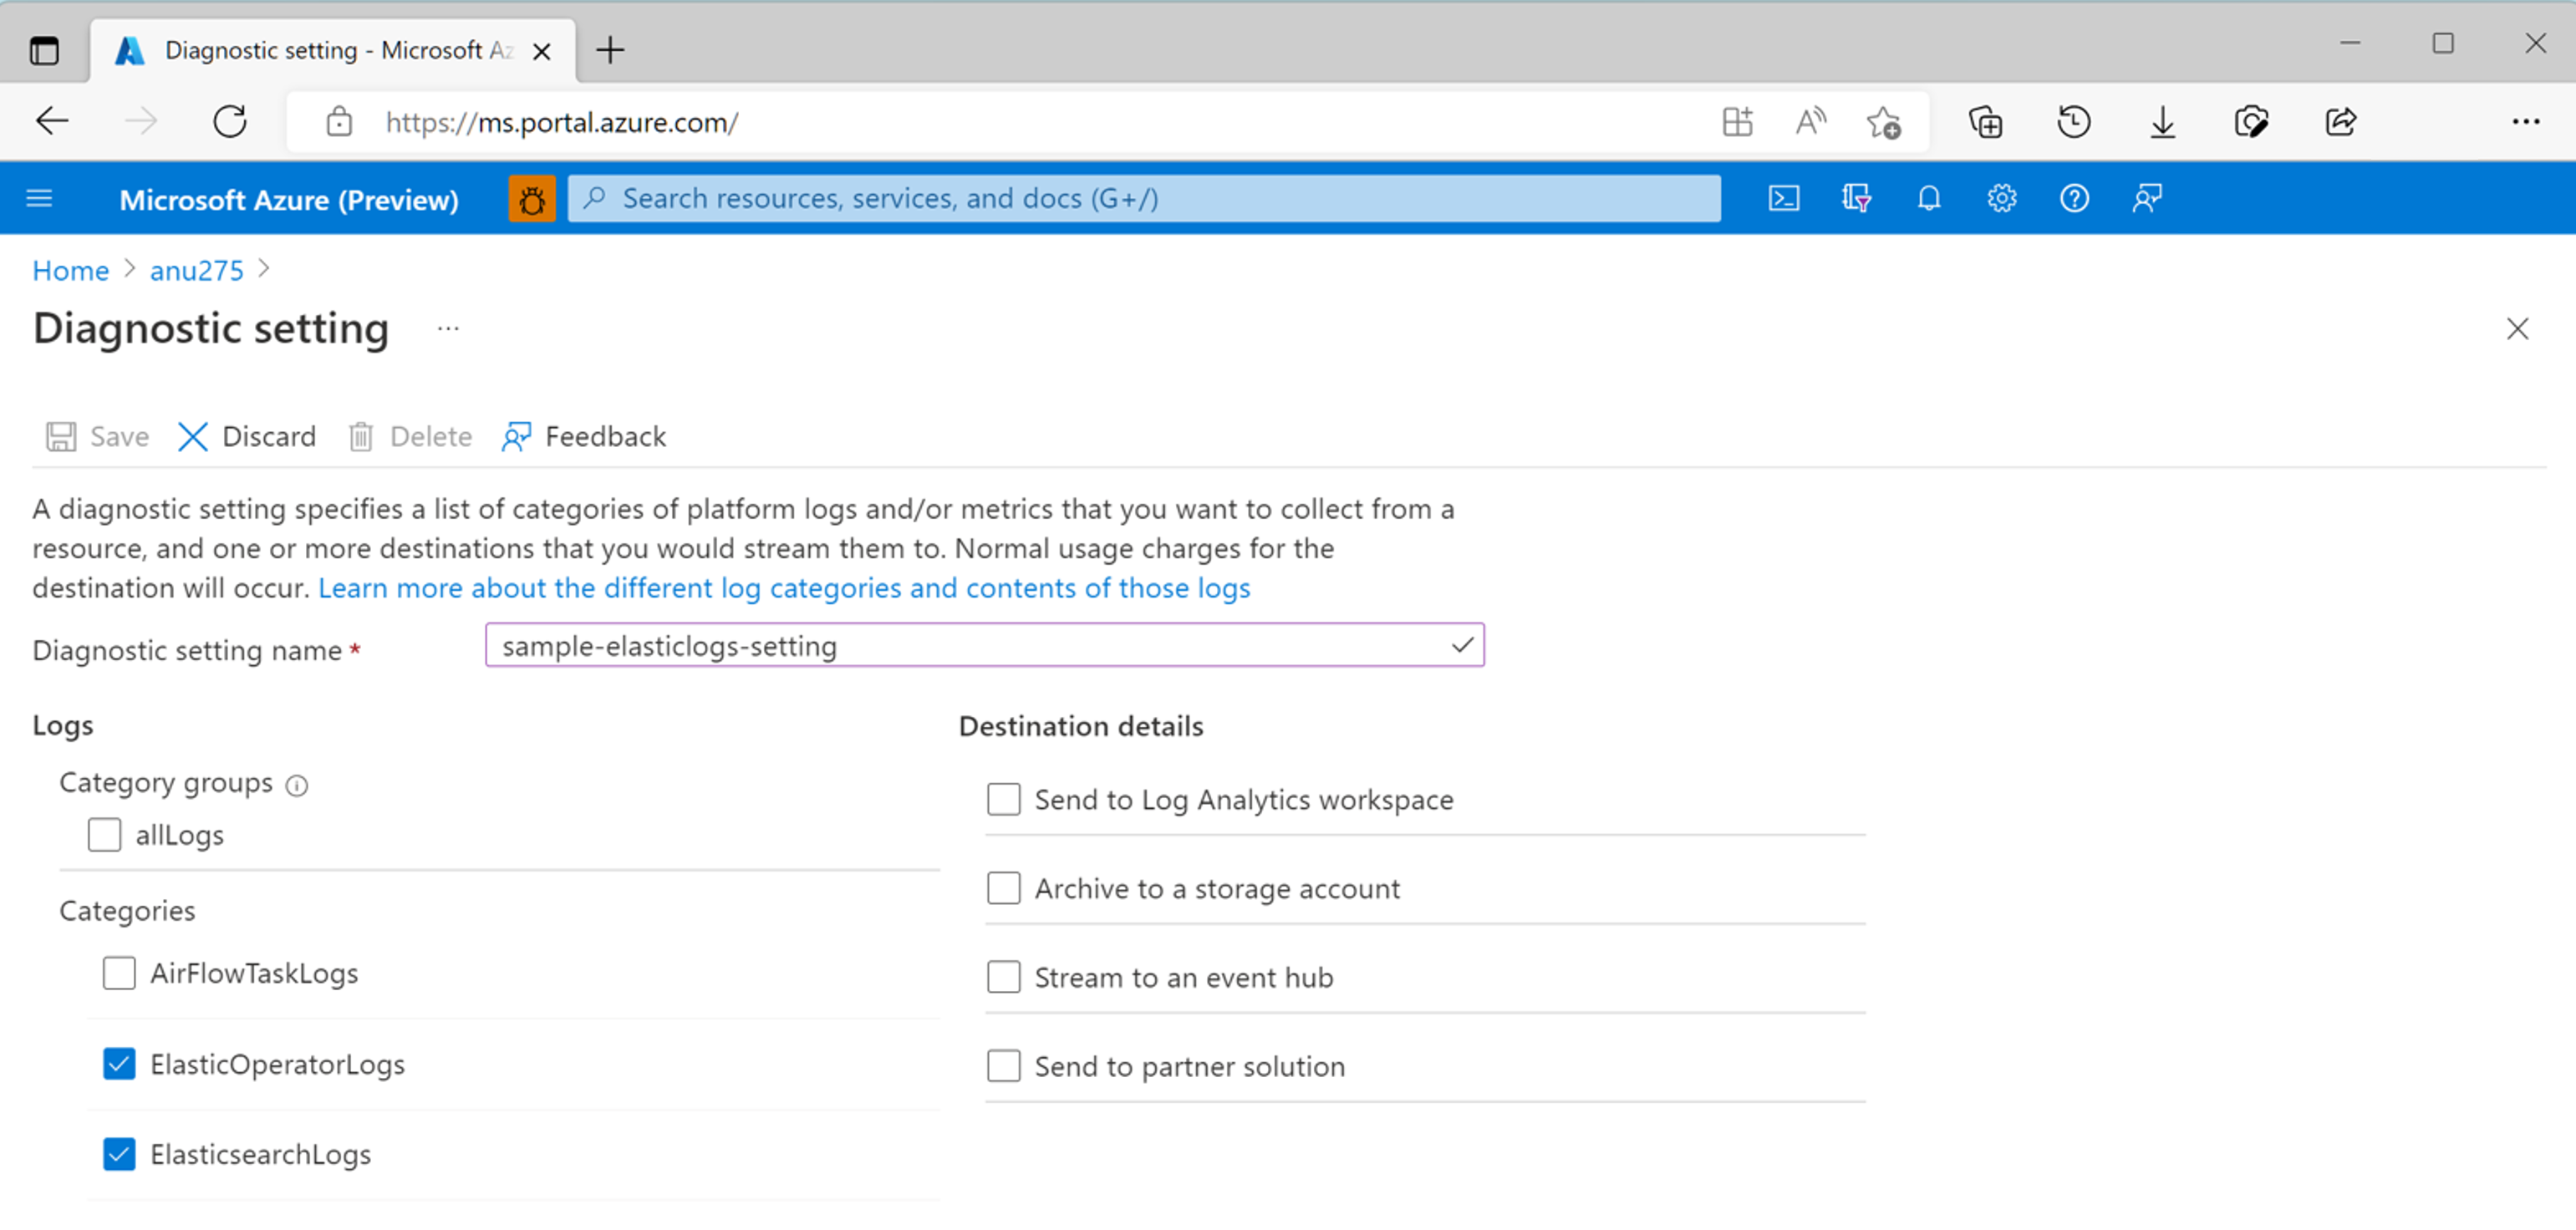 Diagnostic setting - Microsoft Az
https://ms.portal.azure.com/
Microsoft Azure (Preview)
Search resources, services, and docs (G+/)
Home > anu275 >
Diagnostic setting ...
Save Discard Delete Feedback
A diagnostic setting specifies a list of categories of platform logs and/or metrics that you want to collect from a
resource, and one or more destinations that you would stream them to. Normal usage charges for the
destination will occur. Learn more about the different log categories and contents of those logs
Diagnostic setting name *
sample-elasticlogs-setting
Logs
Category groups
allLogs
Categories
AirFlowTaskLogs
ElasticOperatorLogs
ElasticsearchLogs
Destination details
Send to Log Analytics workspace
Archive to a storage account
Stream to an event hub
Send to partner solution